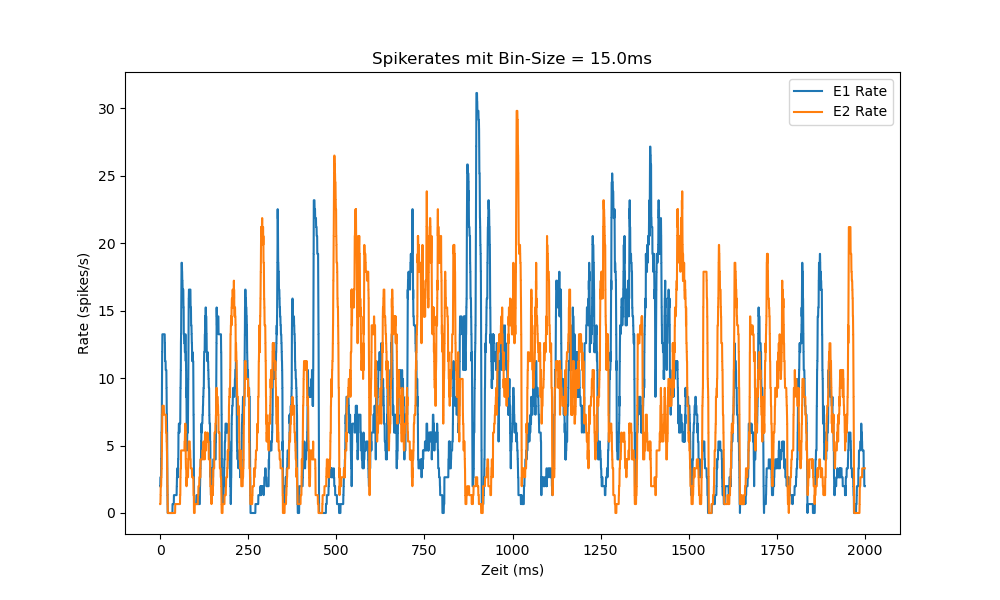 Spikerates mit Bin-Size = 15.0ms
E1 Rate
E2 Rate
Rate (spikes/s)
30
25
20
15
10
5
0
0 250 500 750 1000 1250 1500 1750 2000
Zeit (ms)